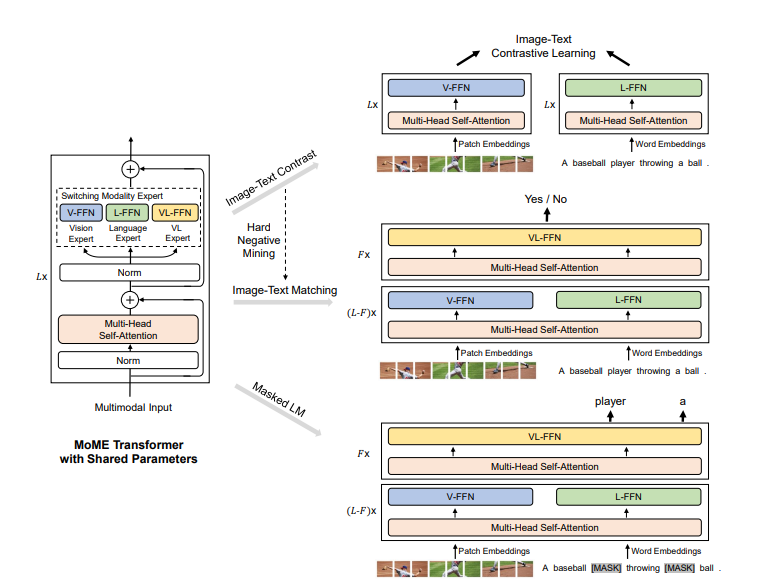 Image-Text
Contrastive Learning
V-FFN
L-FFN
Lx
Multi-Head Self-Attention
Lx
Multi-Head Self-Attention
Patch Embeddings
Word Embeddings
A baseball player throwing a ball .
Switching Modality Expert
V-FFN
L-FFN
VL-FFN
Vision
Expert
Language
Expert
VL
Expert
Lx
Norm
Multi-Head
Self-Attention
Norm
Multimodal Input
MoME Transformer
with Shared Parameters
Image-Text Contrast
Hard
Negative
Mining
Image-Text Matching
Masked LM
Yes / No
VL-FFN
Fx
Multi-Head Self-Attention
V-FFN
L-FFN
(L-F)x
Multi-Head Self-Attention
Patch Embeddings
Word Embeddings
A baseball player throwing a ball .
player
a
VL-FFN
Fx
Multi-Head Self-Attention
V-FFN
L-FFN
(L-F)x
Multi-Head Self-Attention
Patch Embeddings
Word Embeddings
A baseball [MASK] throwing [MASK] ball .